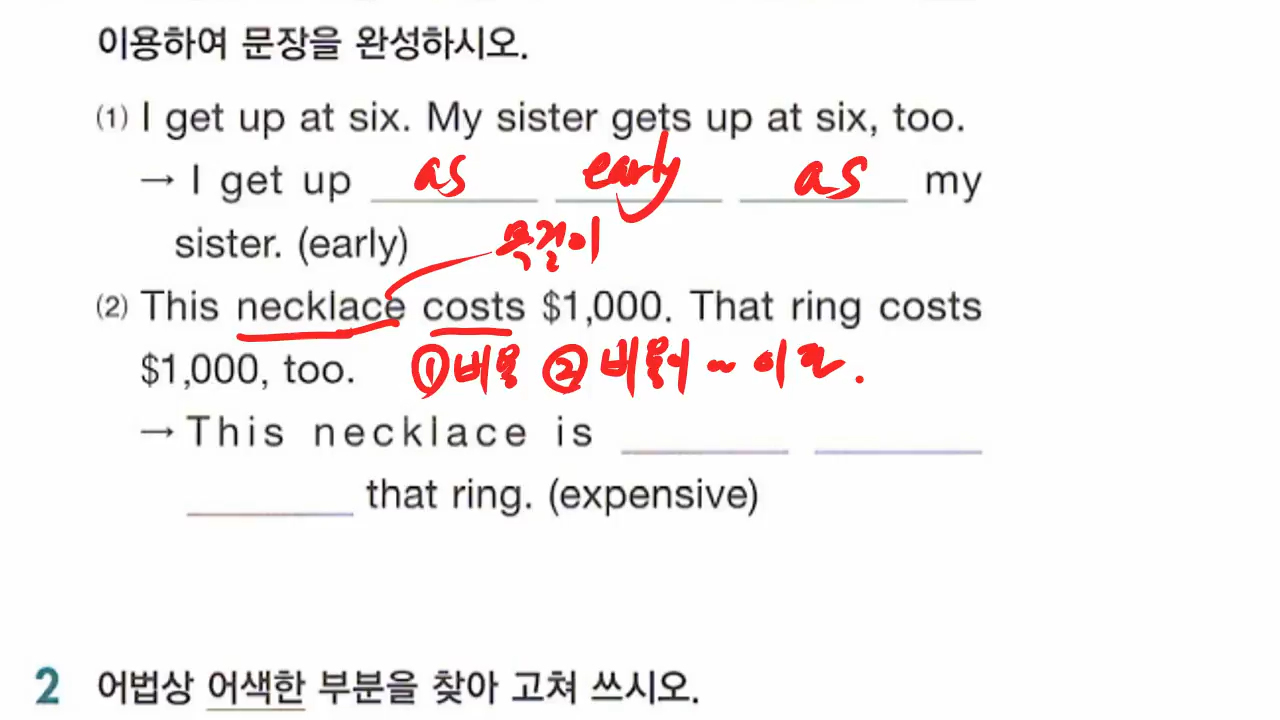 이용하여 문장을 완성하시오.
(1) I get up at six. My sister gets up at six, too.
→ I get up as early as my
sister. (early)
목걸이
(2) This necklace costs $1,000. That ring costs
$1,000, too. ① 비용 ② 비용이 ~ 이다.
→ This necklace is
that ring. (expensive)
2 어법상 어색한 부분을 찾아 고쳐 쓰시오.